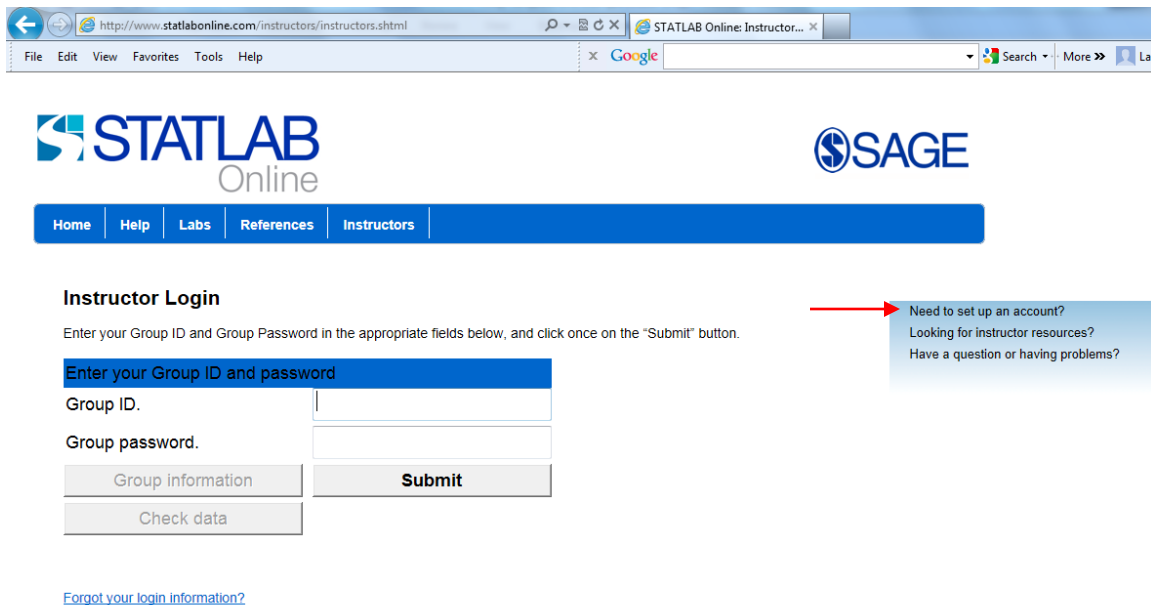 http://www.statlabonline.com/instructors/instructors.shtml
STATLAB Online: Instructor...
File Edit View Favorites Tools Help
x Google
Search
More »
La
STATLAB
Online
SAGE
Home Help Labs References Instructors
Instructor Login
Need to set up an account?
Enter your Group ID and Group Password in the appropriate fields below, and click once on the “Submit” button.
Looking for instructor resources?
Have a question or having problems?
Enter your Group ID and password
Group ID.
Group password.
Group information
Submit
Check data
Forgot your login information?